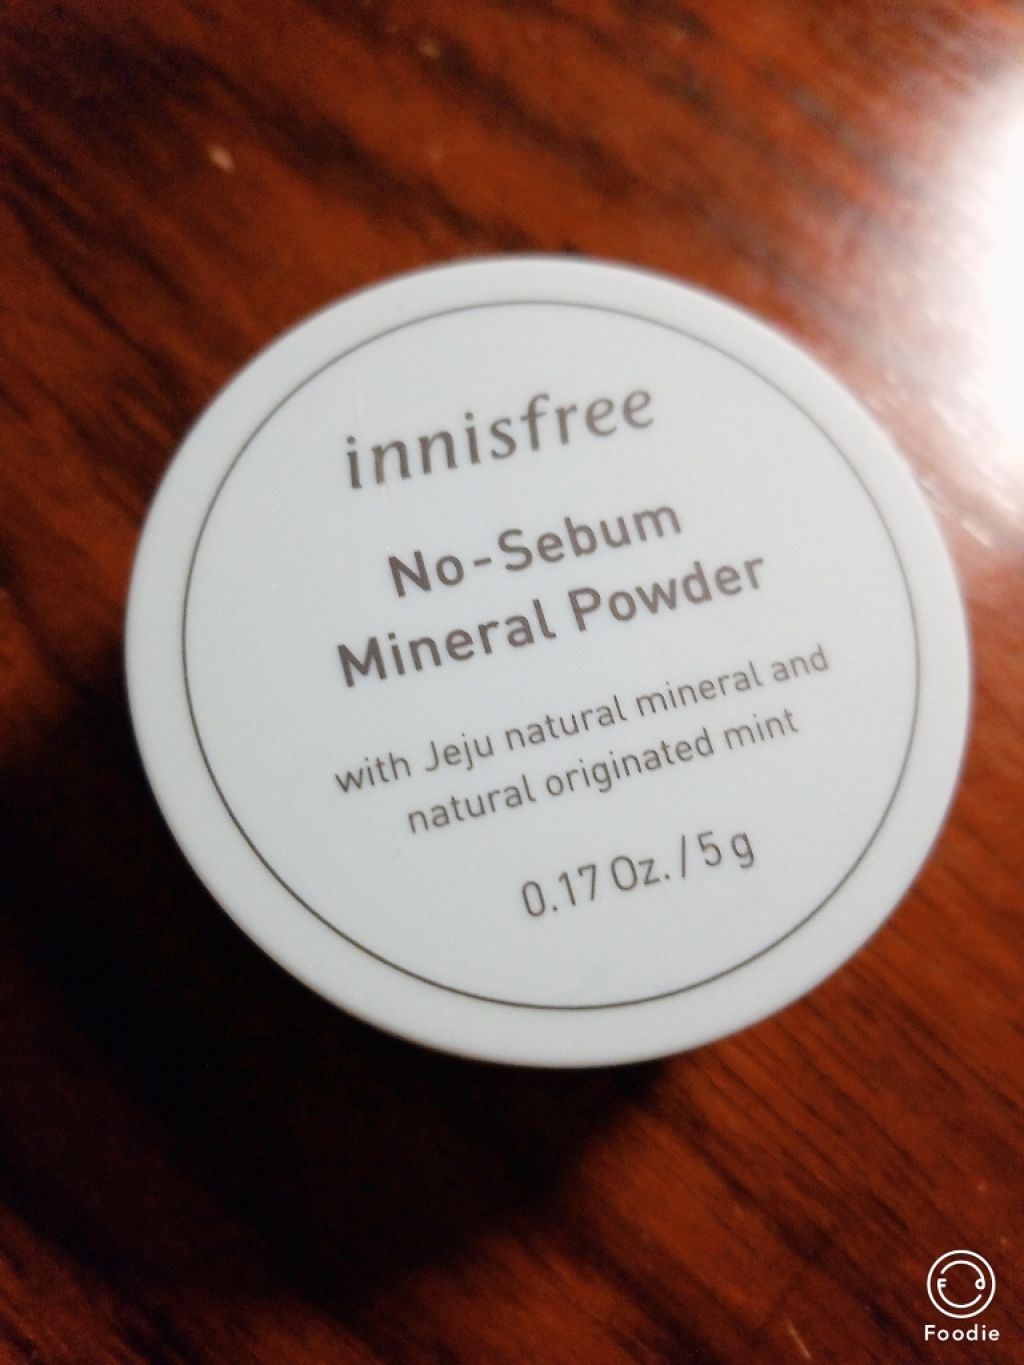 innisfree
No-Sebum
Mineral Powder
with Jeju natural mineral and
natural originated mint
0.17 Oz. / 5 g
F d
Foodie